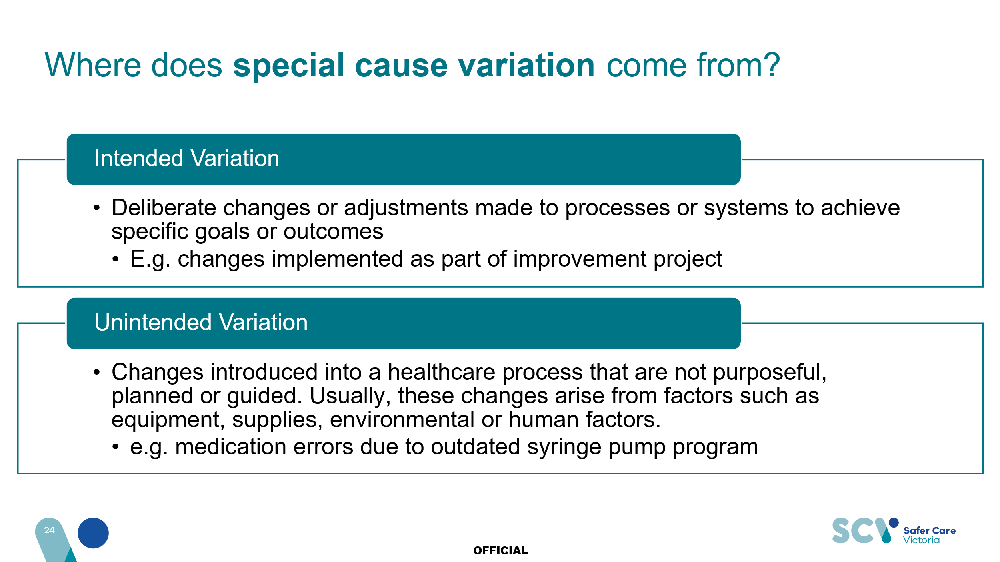 Where does special cause variation come from?
Intended Variation
• Deliberate changes or adjustments made to processes or systems to achieve
specific goals or outcomes
• E.g. changes implemented as part of improvement project
Unintended Variation
• Changes introduced into a healthcare process that are not purposeful,
planned or guided. Usually, these changes arise from factors such as
equipment, supplies, environmental or human factors.
• e.g. medication errors due to outdated syringe pump program
24
OFFICIAL
SCV
Safer Care
Victoria